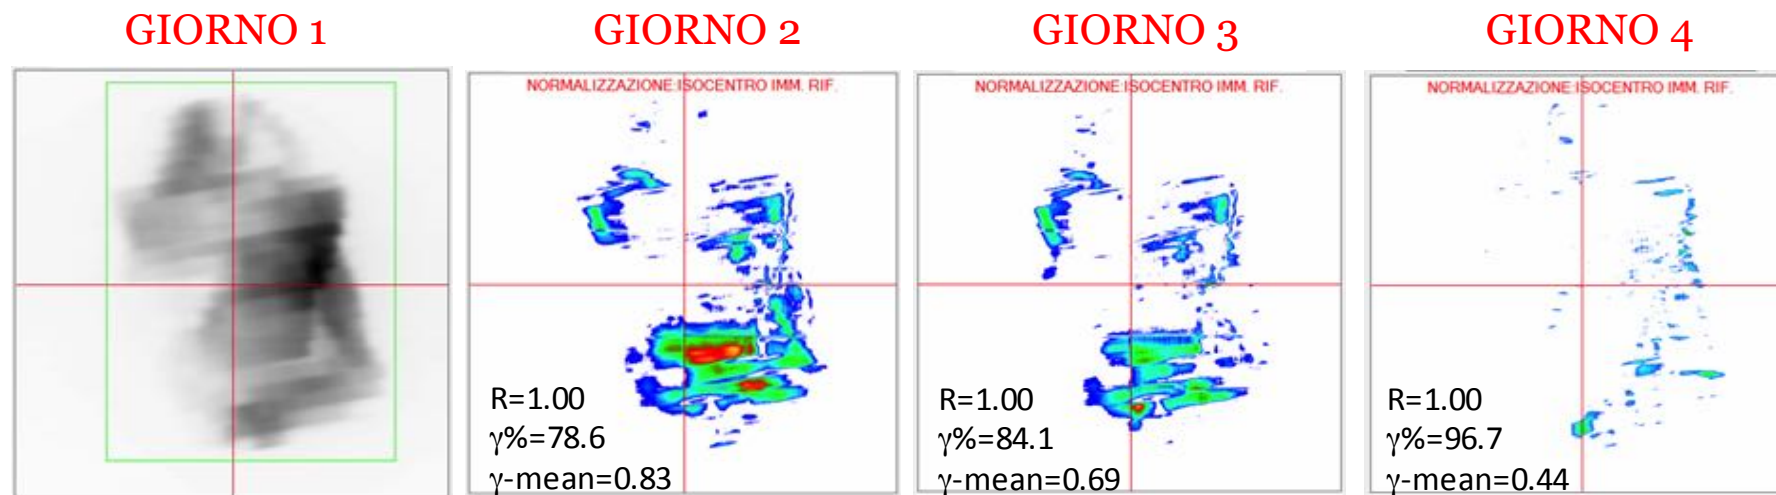 GIORNO 1
GIORNO 2
GIORNO 3
GIORNO 4
NORMALIZZAZIONE:ISOCENTRO IMM. RIF.
NORMALIZZAZIONE:ISOCENTRO IMM. RIF.
NORMALIZZAZIONE:ISOCENTRO IMM. RIF.
R=1.00
γ%=78.6
γ-mean=0.83
R=1.00
γ%=84.1
γ-mean=0.69
R=1.00
γ%=96.7
γ-mean=0.44